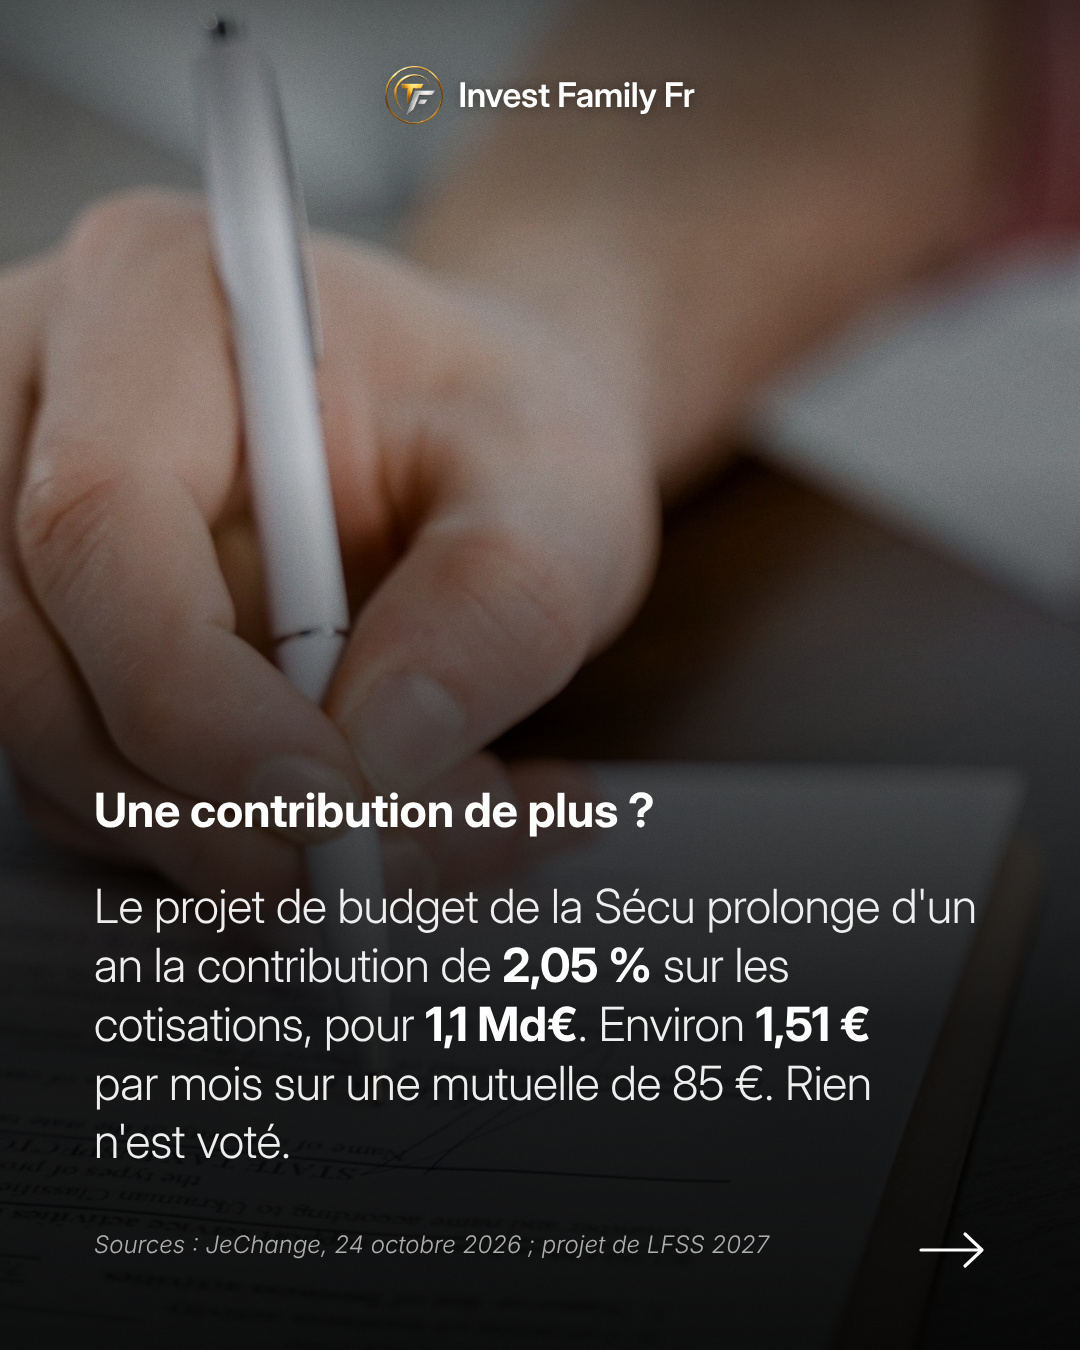 Invest Family Fr
Une contribution de plus ?
Le projet de budget de la Sécu prolonge d'un
an la contribution de 2,05 % sur les
cotisations, pour 1,1 Md€. Environ 1,51 €
par mois sur une mutuelle de 85 €. Rien
n'est voté.
Sources : JeChange, 24 octobre 2026 ; projet de LFSS 2027